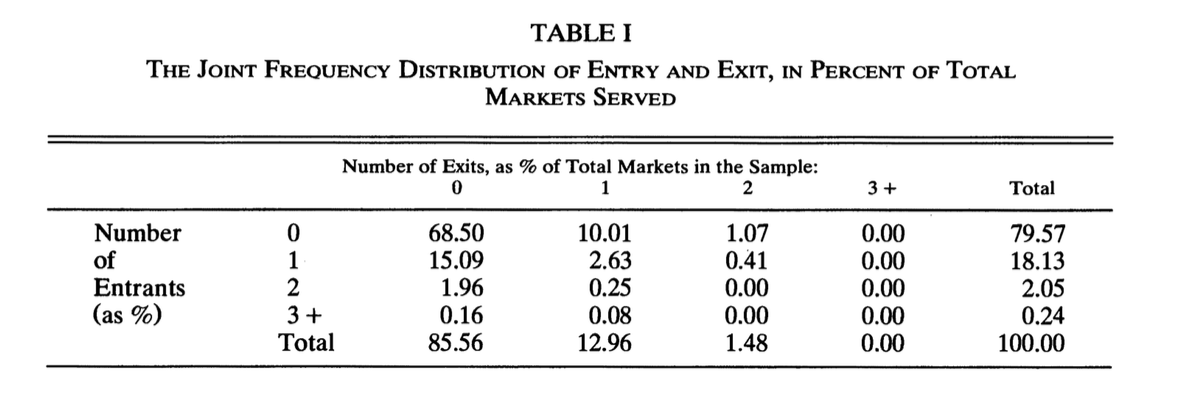 TABLE I
THE JOINT FREQUENCY DISTRIBUTION OF ENTRY AND EXIT, IN PERCENT OF TOTAL
MARKETS SERVED
Number of Exits, as % of Total Markets in the Sample:
0 1 2 3 + Total
Number 0 68.50 10.01 1.07 0.00 79.57
of 1 15.09 2.63 0.41 0.00 18.13
Entrants 2 1.96 0.25 0.00 0.00 2.05
(as %) 3 + 0.16 0.08 0.00 0.00 0.24
Total 85.56 12.96 1.48 0.00 100.00